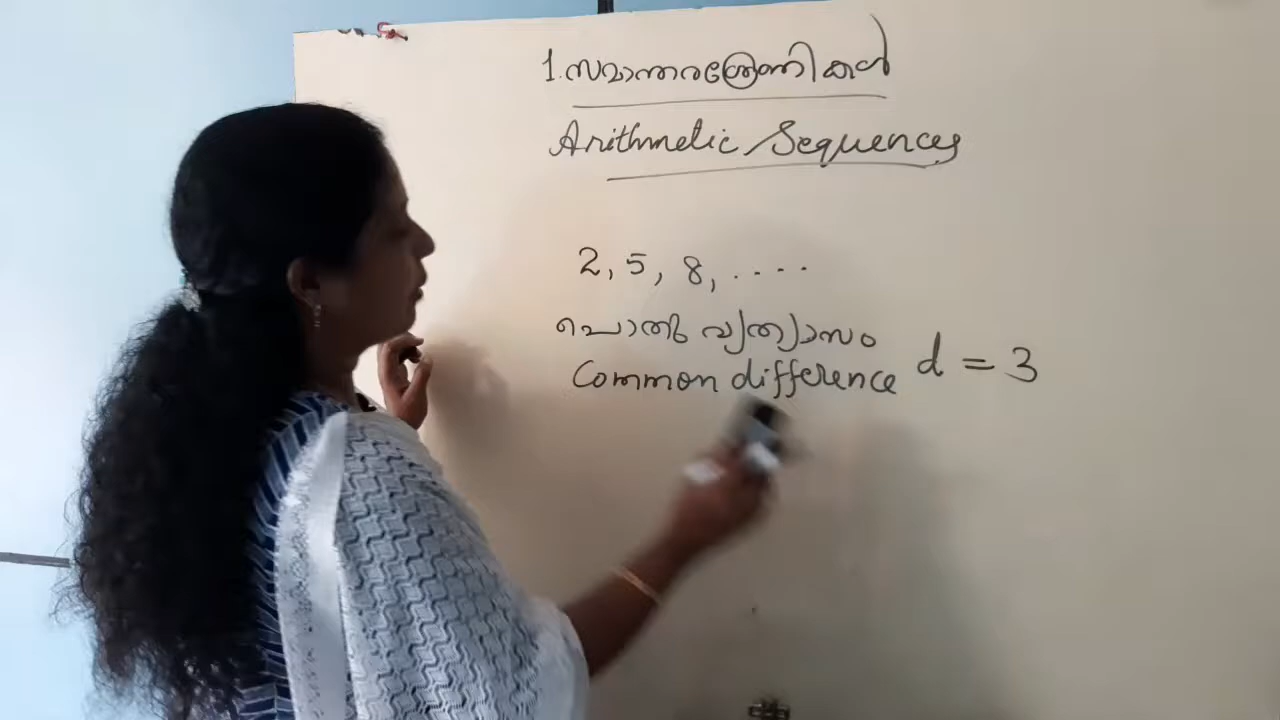 1. സമാന്തരശ്രേണികൾ
Arithmetic Sequences
2, 5, 8, ....
പൊതു വ്യത്യാസം
Common difference d = 3